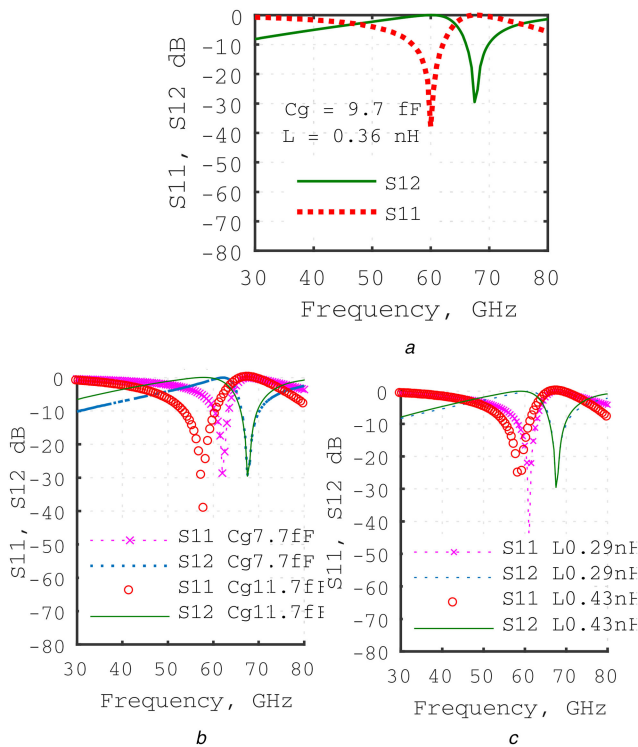 0
-10
-20
-30
-40
-50
-60
-70
-80
S11, S12 dB
Cg = 9.7 fF
L = 0.36 nH
S12
S11
30 40 50 60 70 80
Frequency, GHz
a
0
-10
-20
-30
-40
-50
-60
-70
-80
S11, S12 dB
S11 Cg7.7fF
S12 Cg7.7fF
S11 Cg11.7fF
S12 Cg11.7fF
30 40 50 60 70 80
Frequency, GHz
b
0
-10
-20
-30
-40
-50
-60
-70
-80
S11, S12 dB
S11 L0.29nH
S12 L0.29nH
S11 L0.43nH
S12 L0.43nH
30 40 50 60 70 80
Frequency, GHz
c